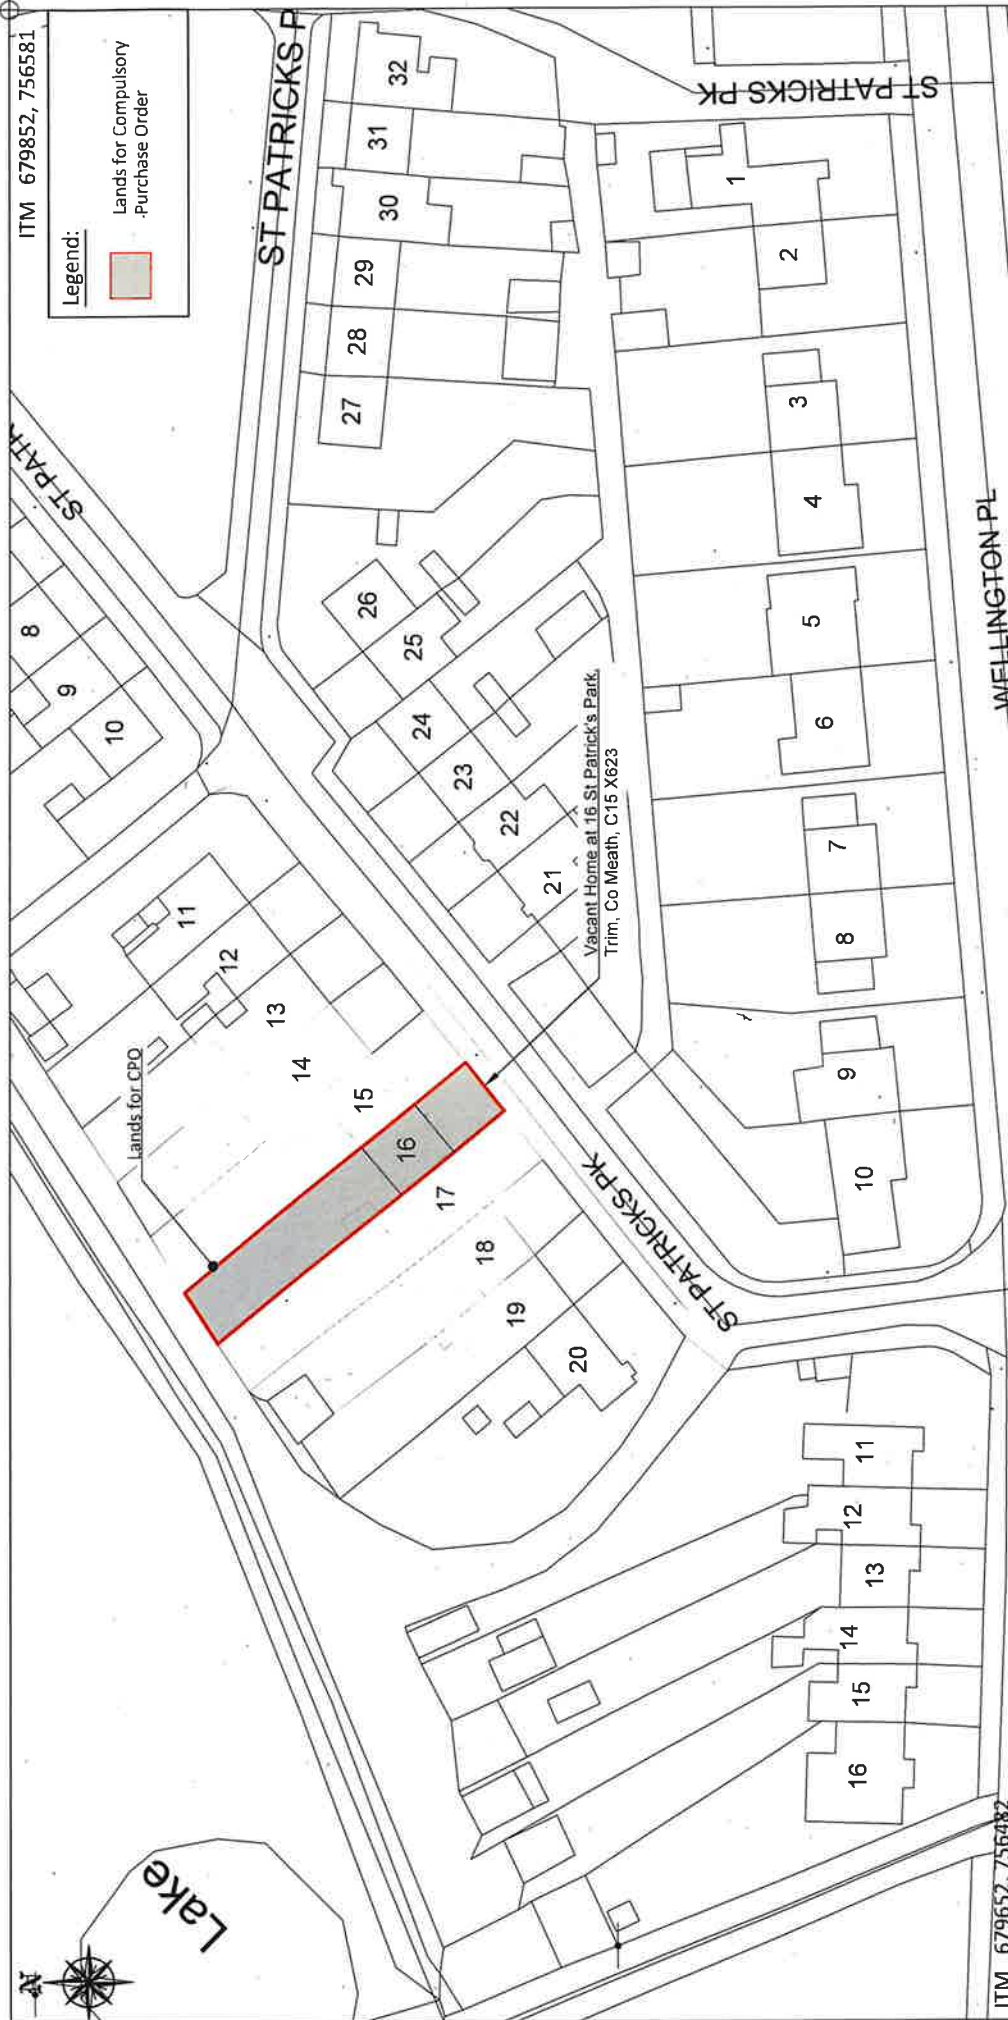 N
Lake
ITM 679852, 756581
Legend:
Lands for Compulsory
Purchase Order
Lands for CPO
ST PATR
8
9
10
11
12
13
14
15
16
17
18
19
20
ST PATRICKS P
32
31
30
29
28
27
26
25
24
23
22
21
Vacant Home at 16 St Patrick's Park,
Trim, Co Meath, C15 X623
ST PATRICKS PK
ST PATRICKS PK
1
2
3
4
5
6
7
8
9
10
11
12
13
14
15
16
WELLINGTON PL
ITM 679652, 756482